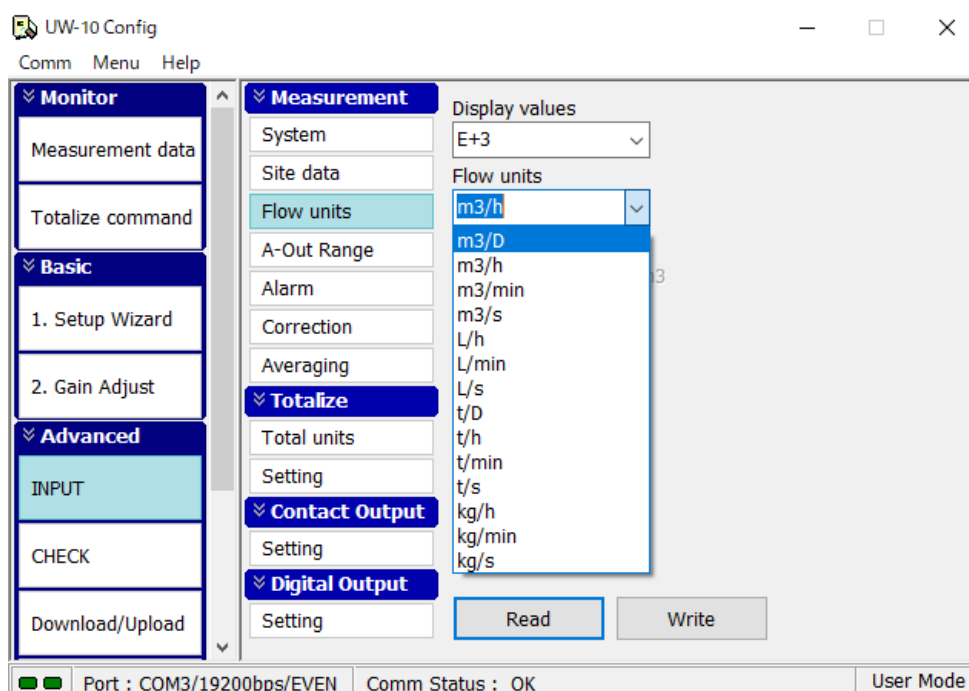 UW-10 Config
Comm Menu Help
Monitor
Measurement data
Totalize command
Basic
1. Setup Wizard
2. Gain Adjust
Advanced
INPUT
CHECK
Download/Upload
Measurement
System
Site data
Flow units
A-Out Range
Alarm
Correction
Averaging
Totalize
Total units
Setting
Contact Output
Setting
Digital Output
Setting
Display values
E+3
Flow units
m3/h
m3/D
m3/h
m3/min
m3/s
L/h
L/min
L/s
t/D
t/h
t/min
t/s
kg/h
kg/min
kg/s
Read Write
Port : COM3/19200bps/EVEN Comm Status : OK User Mode